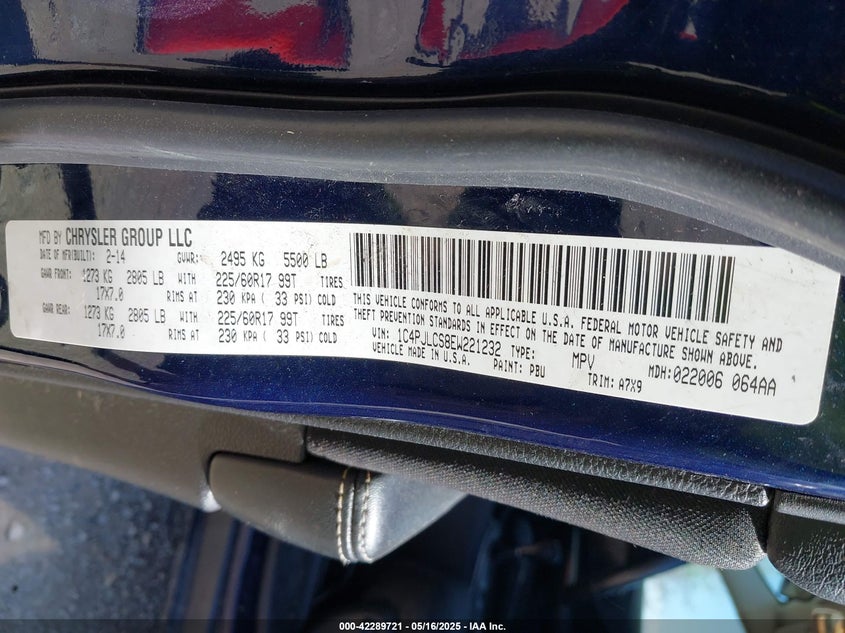 MFD BY CHRYSLER GROUP LLC
DATE OF MFR(BUILT): 2-14 GVWR: 2495 KG 5500 LB
GAWR FRONT: 1273 KG 2805 LB WITH 225/60R17 99T TIRES
17X7.0 RIMS AT 230 KPA ( 33 PSI) COLD
GAWR REAR: 1273 KG 2805 LB WITH 225/60R17 99T TIRES
17X7.0 RIMS AT 230 KPA ( 33 PSI) COLD
THIS VEHICLE CONFORMS TO ALL APPLICABLE U.S.A. FEDERAL MOTOR VEHICLE SAFETY AND
THEFT PREVENTION STANDARDS IN EFFECT ON THE DATE OF MANUFACTURE SHOWN ABOVE.
VIN: 1C4PJLCS8EW221232 TYPE: MPV MDH:022006 064AA
MADE IN U.S.A. PAINT: PBU TRIM: A7X9
000-42289721 - 05/16/2025 - IAA Inc.